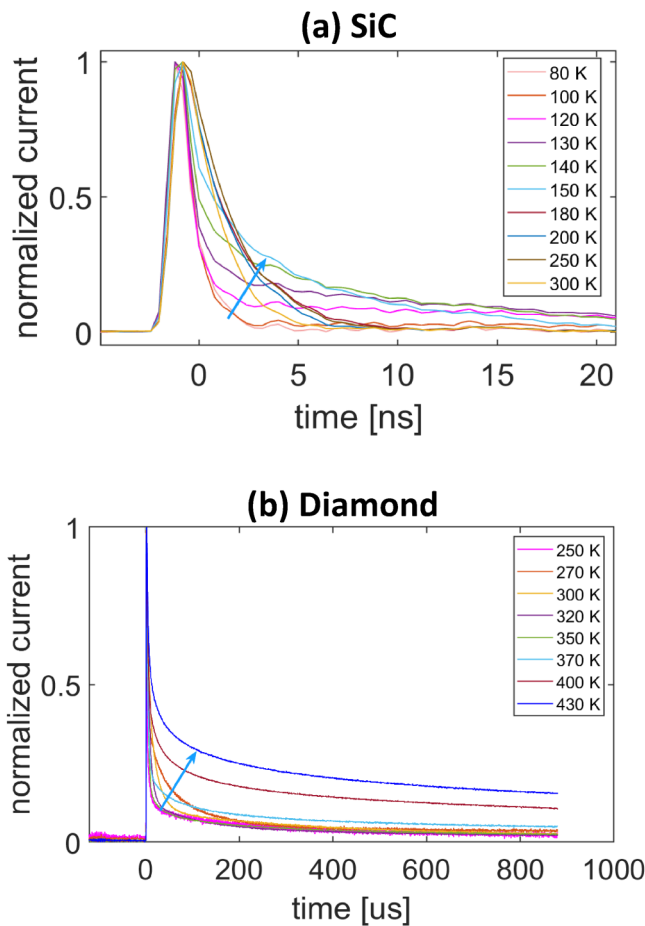 (a) SiC
normalized current
1
0.5
0
80 K
100 K
120 K
130 K
140 K
150 K
180 K
200 K
250 K
300 K
0
5
10
15
20
time [ns]
(b) Diamond
normalized current
1
0.5
0
250 K
270 K
300 K
320 K
350 K
370 K
400 K
430 K
0
200
400
600
800
1000
time [us]